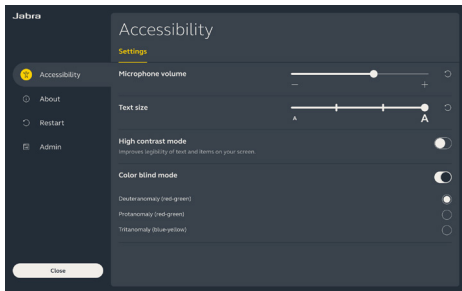 Jabra
Accessibility
Settings
Accessibility
About
Restart
Admin
Microphone volume
− +
Text size
A A
High contrast mode
Improves legibility of text and items on your screen.
Color blind mode
Deuteranomaly (red-green)
Protanomaly (red-green)
Tritanomaly (blue-yellow)
Close